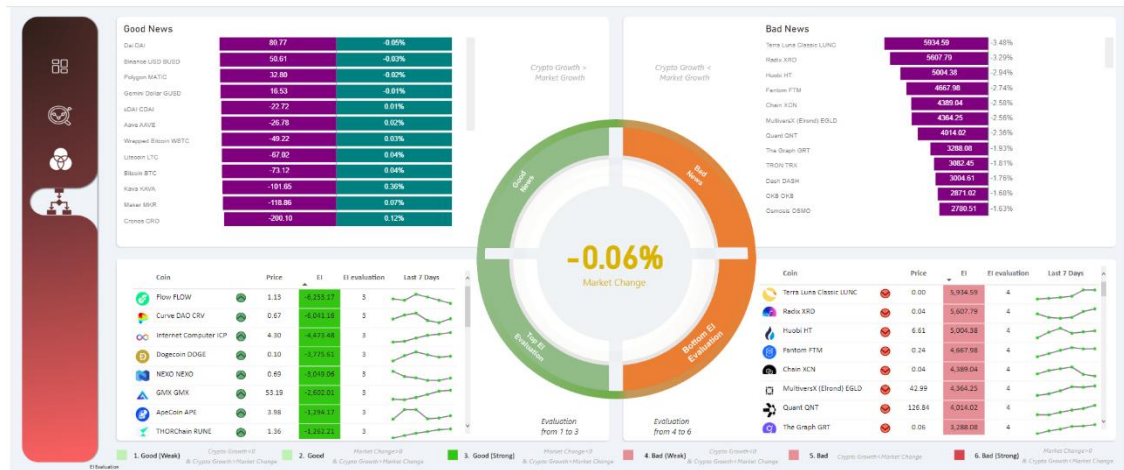 Good News
Dai DAI 80.77 -0.05%
Binance USD BUSD 50.61 -0.03%
Polygon MATIC 32.80 -0.02%
Gemini Dollar GUSD 16.53 -0.01%
cDAI CDAI -22.72 0.01%
Aave AAVE -26.78 0.02%
Wrapped Bitcoin WBTC -49.22 0.03%
Litecoin LTC -67.02 0.04%
Bitcoin BTC -73.12 0.04%
Kava KAVA -101.65 0.36%
Maker MKR -118.86 0.07%
Cronos CRO -200.10 0.12%
Crypto Growth >
Market Growth
Crypto Growth <
Market Growth
Bad News
Terra Luna Classic LUNC 5934.59 -3.48%
Radix XRD 5607.79 -3.29%
Huobi HT 5004.38 -2.94%
Fantom FTM 4667.98 -2.74%
Chain XCN 4389.04 -2.58%
MultiversX (Elrond) EGLD 4364.25 -2.56%
Quant QNT 4014.02 -2.36%
The Graph GRT 3288.08 -1.93%
TRON TRX 3082.45 -1.81%
Dash DASH 3004.61 -1.76%
OKB OKB 2871.02 -1.68%
Osmosis OSMO 2780.51 -1.63%
Good
News
Bad
News
-0.06%
Market Change
Top EI
Evaluation
Bottom EI
Evaluation
Coin Price EI EI evaluation Last 7 Days
Flow FLOW 1.13 -6,255.17 3
Curve DAO CRV 0.67 -6,041.16 3
Internet Computer ICP 4.30 -4,473.48 3
Dogecoin DOGE 0.10 -3,775.61 3
NEXO NEXO 0.69 -3,049.06 3
GMX GMX 53.19 -2,602.01 3
ApeCoin APE 3.98 -1,294.17 3
THORChain RUNE 1.36 -1,262.21 3
Evaluation
from 1 to 3
Evaluation
from 4 to 6
Coin Price EI EI evaluation Last 7 Days
Terra Luna Classic LUNC 0.00 5,934.59 4
Radix XRD 0.04 5,607.79 4
Huobi HT 6.61 5,004.38 4
Fantom FTM 0.24 4,667.98 4
Chain XCN 0.04 4,389.04 4
MultiversX (Elrond) EGLD 42.99 4,364.25 4
Quant QNT 126.84 4,014.02 4
The Graph GRT 0.06 3,288.08 4
1. Good (Weak)
2. Good
3. Good (Strong)
4. Bad (Weak)
5. Bad
6. Bad (Strong)
EI Evaluation